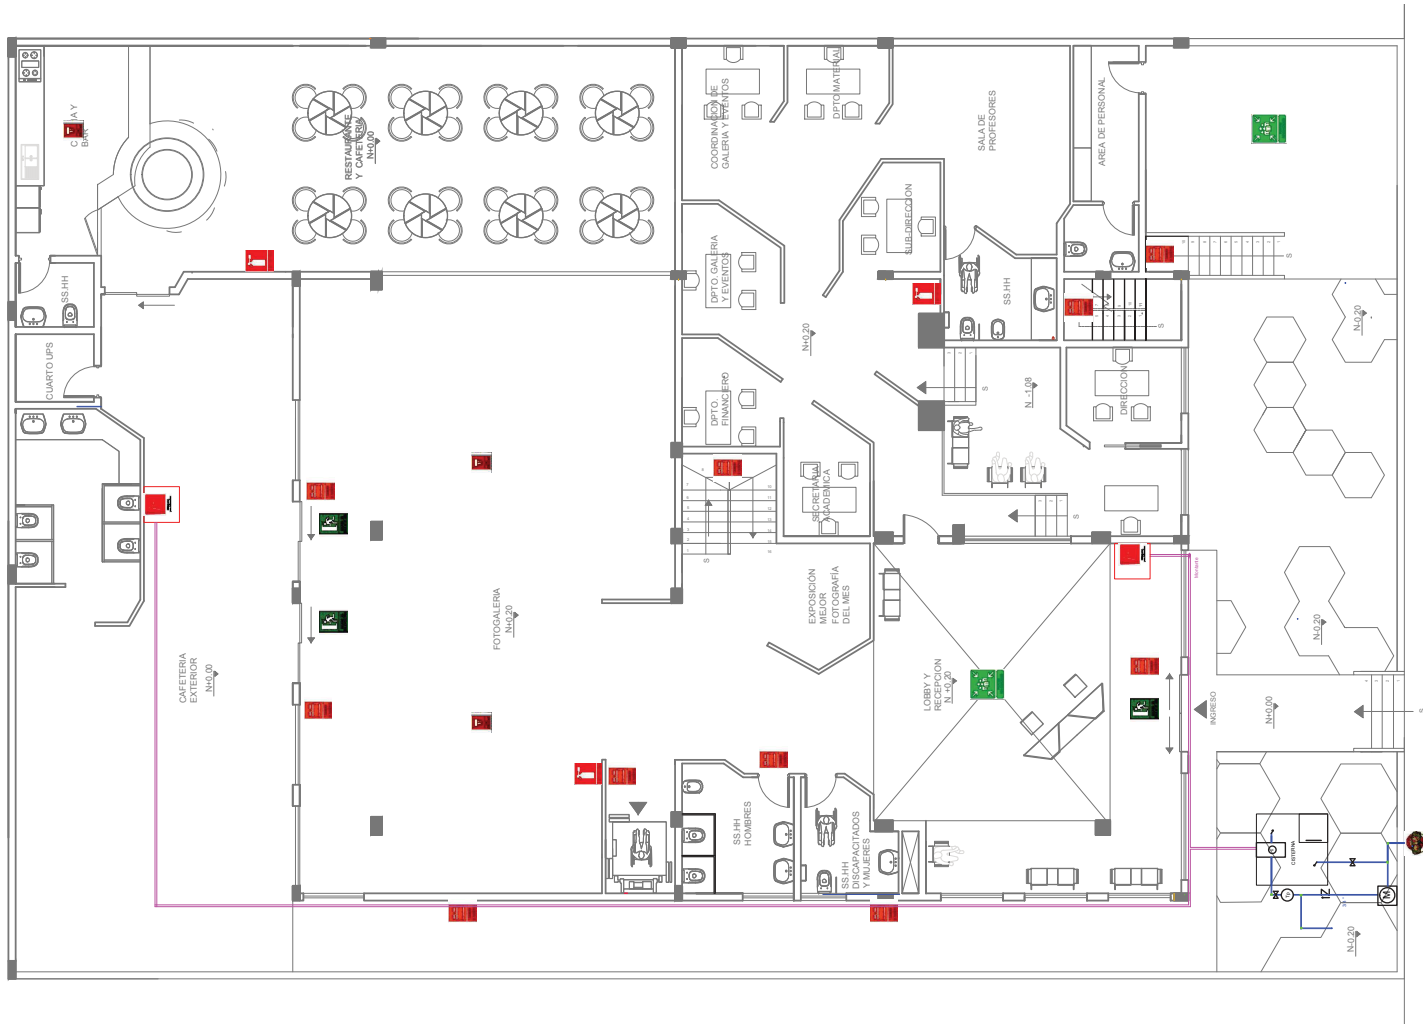 COORDINACION DE
GALERIA Y EVENTOS
DPTO MATERIAL
SALA DE
PROFESORES
AREA DE PERSONAL
BAR
RESTAURANTE
Y CAFETERIA
N+0.00
SUB-DIRECCION
DPTO. GALERIA
Y EVENTOS
SS.HH
SS.HH
N+0.20
N-0.20
CUARTO UPS
DPTO.
FINANCIERO
N -1.08
DIRECCION
S
S
S
S
S
SECRETARIA
ACADEMICA
EXPOSICIÓN
MEJOR
FOTOGRAFÍA
DEL MES
FOTOGALERIA
N+0.20
CAFETERIA
EXTERIOR
N+0.00
LOBBY Y
RECEPCION
N +0.20
Montante
N-0.20
INGRESO
N+0.00
SS.HH
HOMBRES
SS.HH
DISCAPACITADOS
Y MUJERES
CISTERNA
M
N-0.20